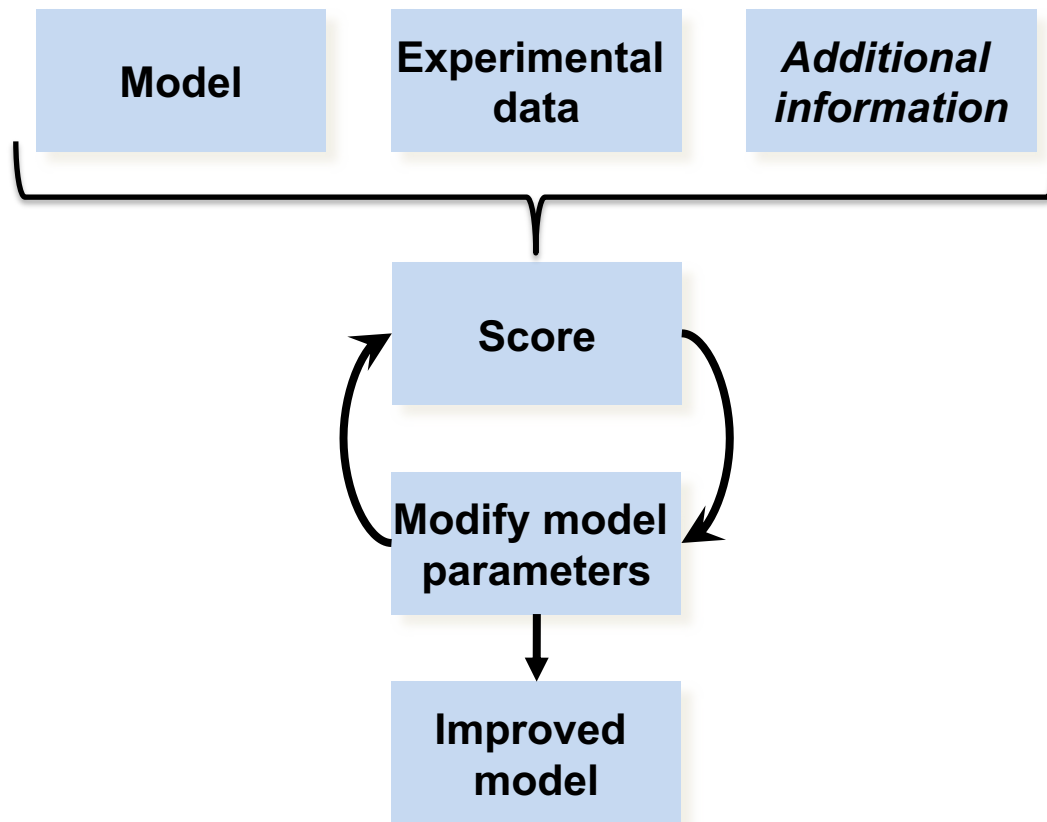 Model
Experimental
data
Additional
information
Score
Modify model
parameters
Improved
model